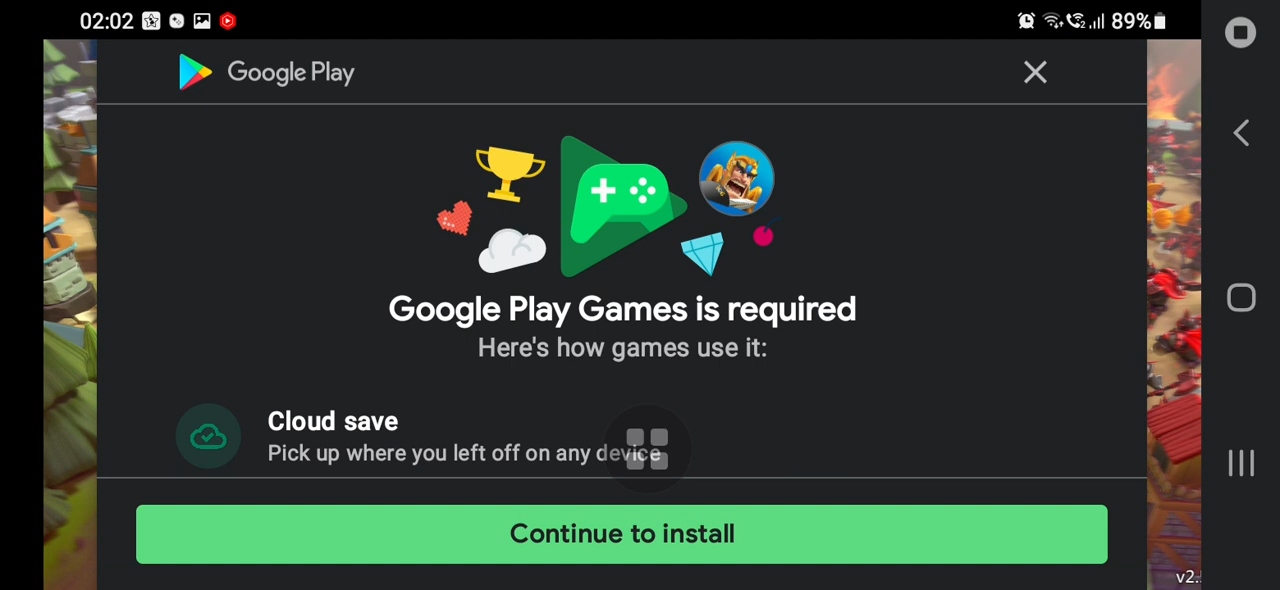 02:02
89%
Google Play
Google Play Games is required
Here's how games use it:
Cloud save
Pick up where you left off on any device
Continue to install
v2.